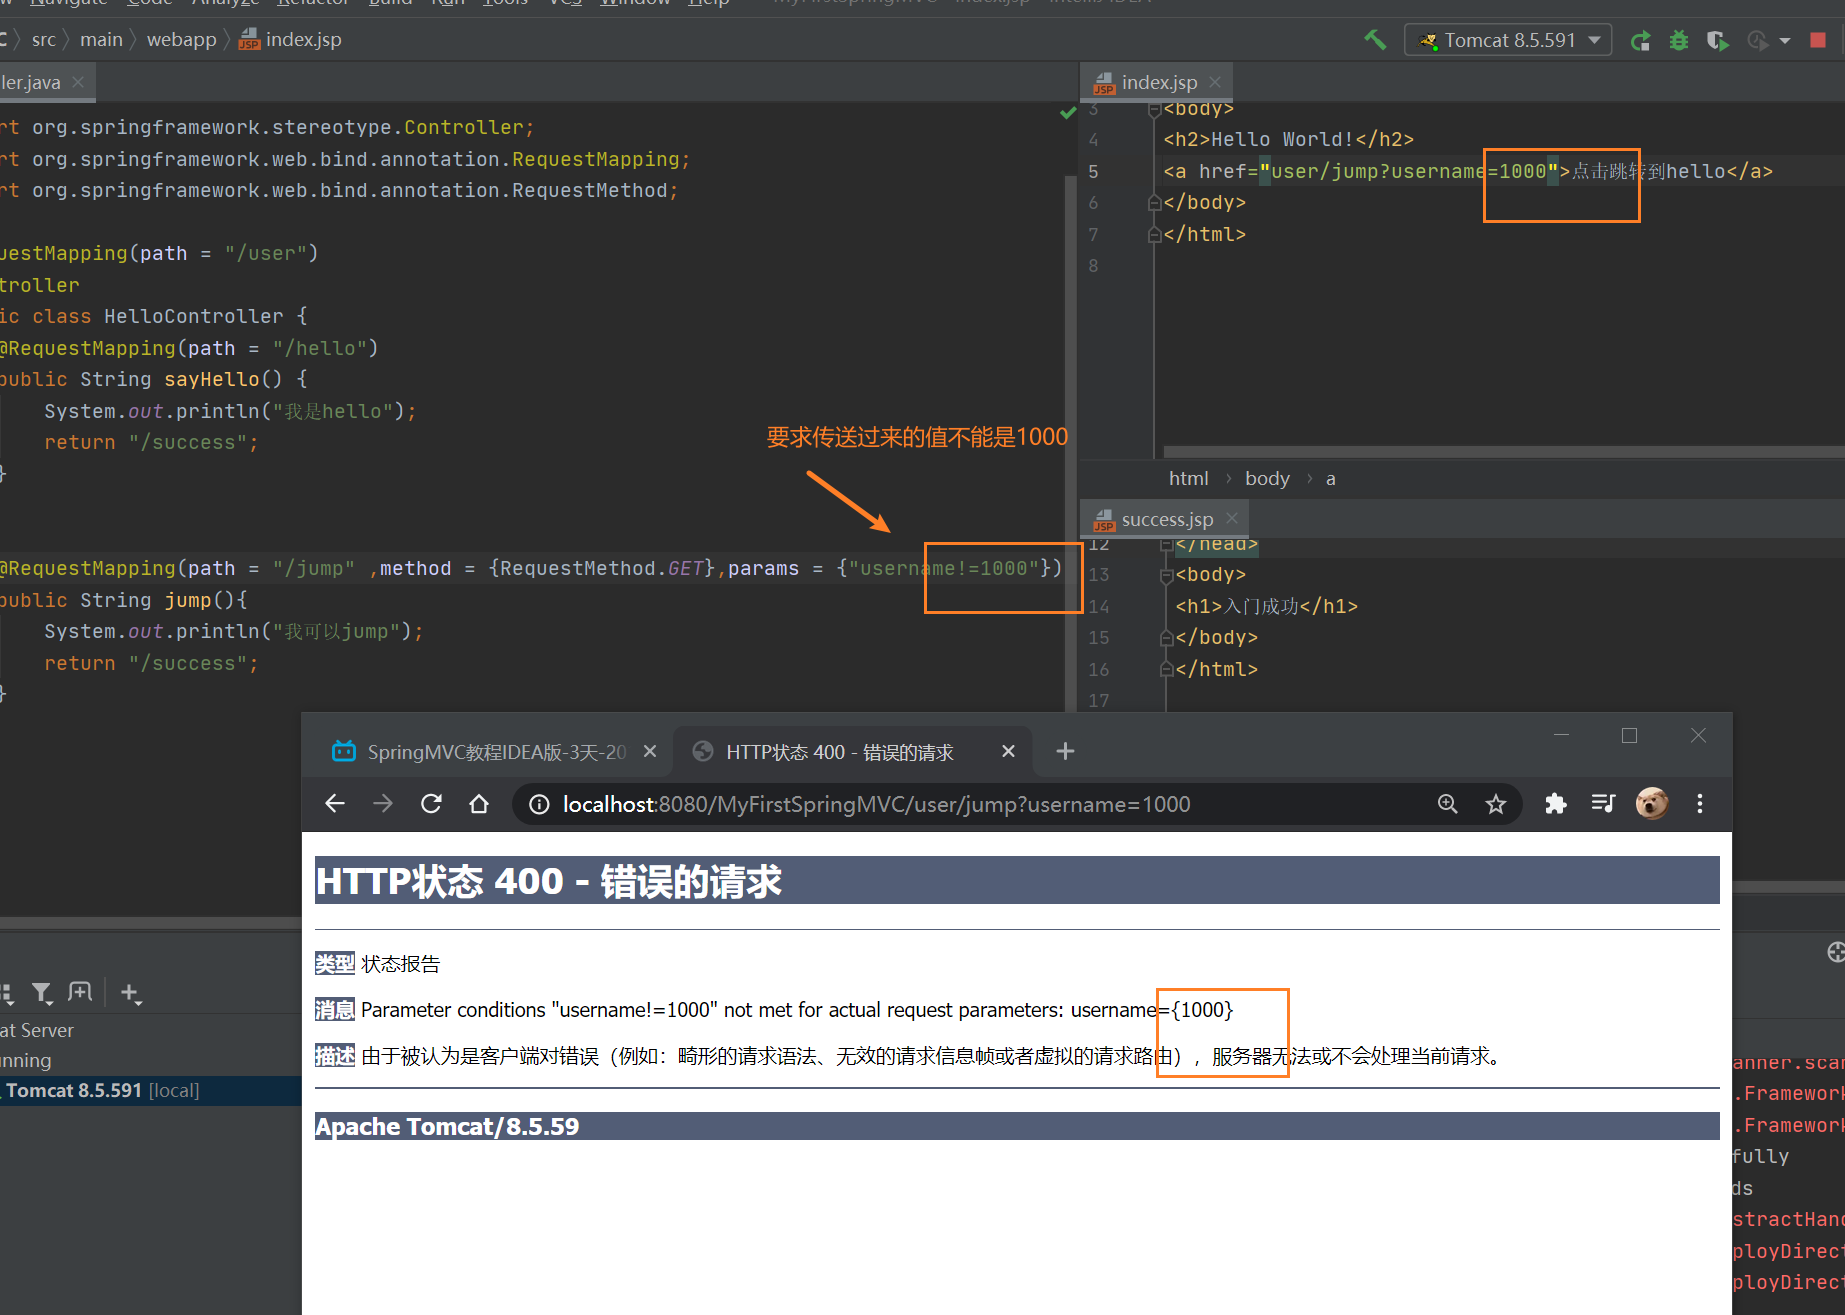 Navigate Code Analyze Refactor Build Run Tools VCS Window Help MyFirstSpringMVC - index.jsp - IntelliJ IDEA
C src main webapp index.jsp Tomcat 8.5.591
ler.java
rt org.springframework.stereotype.Controller;
rt org.springframework.web.bind.annotation.RequestMapping;
rt org.springframework.web.bind.annotation.RequestMethod;
uestMapping(path = "/user")
troller
ic class HelloController {
@RequestMapping(path = "/hello")
public String sayHello() {
System.out.println("我是hello");
return "/success";
}
要求传送过来的值不能是1000
@RequestMapping(path = "/jump" ,method = {RequestMethod.GET},params = {"username!=1000"})
public String jump(){
System.out.println("我可以jump");
return "/success";
}
index.jsp
3 <body>
4 <h2>Hello World!</h2>
5 <a href="user/jump?username=1000">点击跳转到hello</a>
6 </body>
7 </html>
8
html › body › a
success.jsp
12 </head>
13 <body>
14 <h1>入门成功</h1>
15 </body>
16 </html>
17
SpringMVC教程IDEA版-3天-20
HTTP状态 400 - 错误的请求
localhost:8080/MyFirstSpringMVC/user/jump?username=1000
HTTP状态 400 - 错误的请求
类型 状态报告
消息 Parameter conditions "username!=1000" not met for actual request parameters: username={1000}
描述 由于被认为是客户端对错误（例如：畸形的请求语法、无效的请求信息帧或者虚拟的请求路由），服务器无法或不会处理当前请求。
Apache Tomcat/8.5.59
at Server
nning
Tomcat 8.5.591 [local]
anner.scan
.Framework
.Framework
fully
ds
stractHand
ployDirect
ployDirect